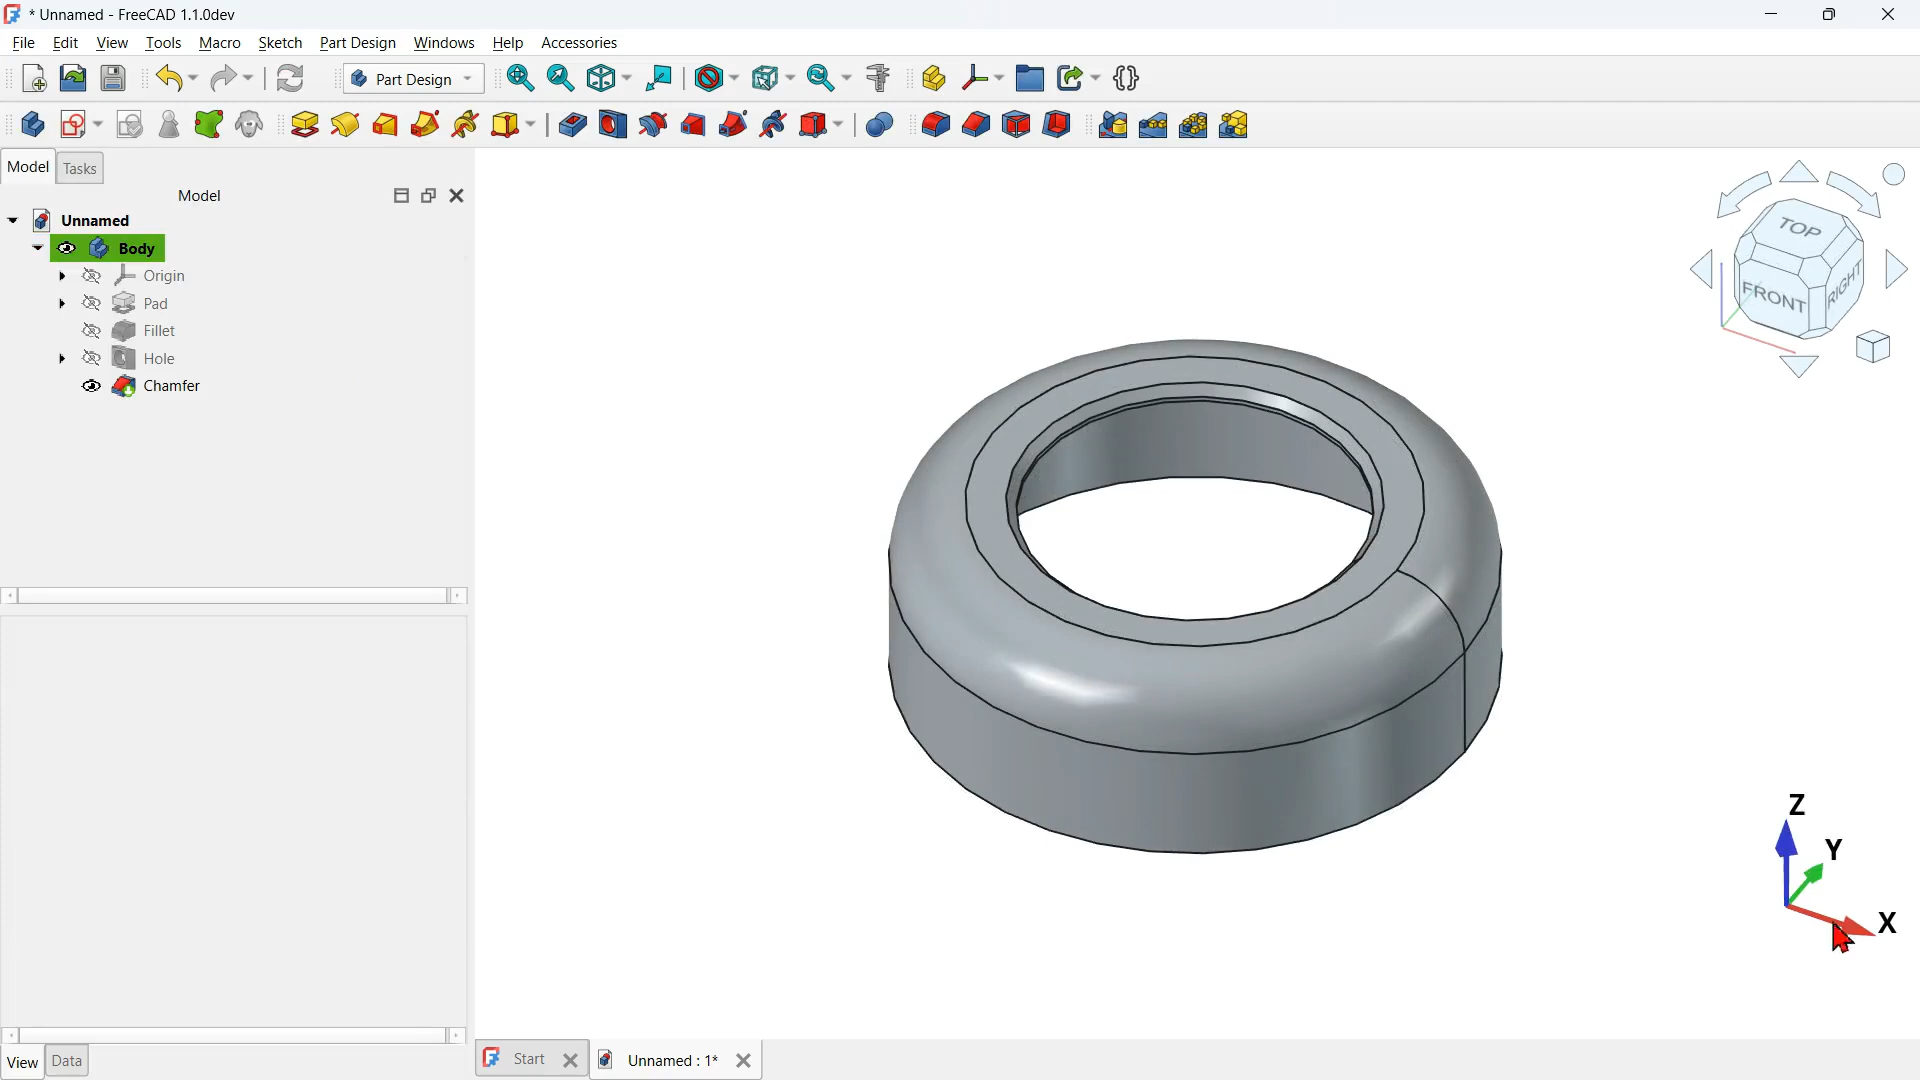 * Unnamed - FreeCAD 1.1.0dev
File Edit View Tools Macro Sketch Part Design Windows Help Accessories
Part Design
Model Tasks
Model
Unnamed
Body
Origin
Pad
Fillet
Hole
Chamfer
TOP
FRONT
RIGHT
Z
Y
X
View Data
Start
Unnamed : 1*